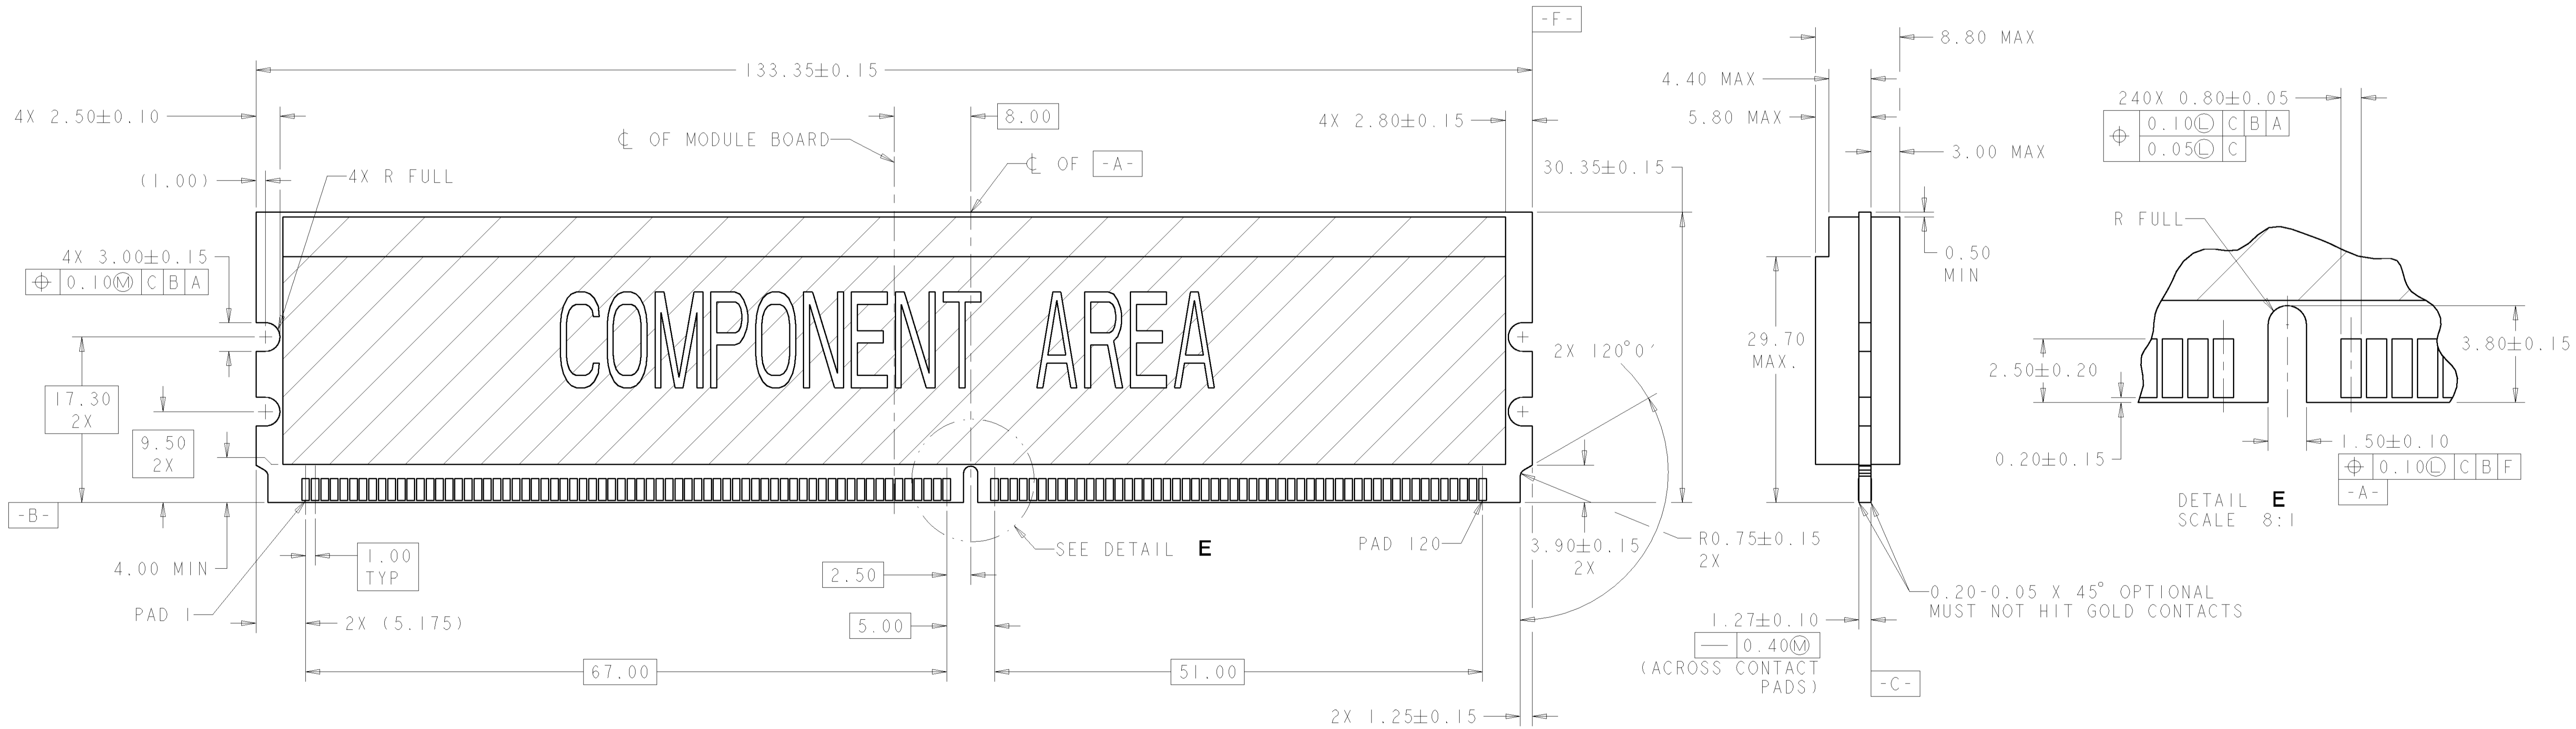 -F-
133.35±0.15
8.80 MAX
4.40 MAX
4X 2.50±0.10
8.00
4X 2.80±0.15
5.80 MAX
240X 0.80±0.05
⌖ 0.10Ⓛ C B A
0.05Ⓛ C
℄ OF MODULE BOARD
℄ OF -A-
3.00 MAX
30.35±0.15
(1.00)
4X R FULL
R FULL
4X 3.00±0.15
⌖ 0.10Ⓜ C B A
0.50
MIN
COMPONENT AREA
17.30
2X
9.50
2X
2X 120°0'
29.70
MAX.
3.80±0.15
2.50±0.20
1.50±0.10
⌖ 0.10Ⓛ C B F
-A-
0.20±0.15
DETAIL E
SCALE 8:1
-B-
4.00 MIN
1.00
TYP
SEE DETAIL E
PAD 120
3.90±0.15
2X
R0.75±0.15
2X
2.50
PAD 1
2X (5.175)
5.00
0.20-0.05 X 45° OPTIONAL
MUST NOT HIT GOLD CONTACTS
1.27±0.10
— 0.40Ⓜ
(ACROSS CONTACT
PADS)
-C-
67.00
51.00
2X 1.25±0.15